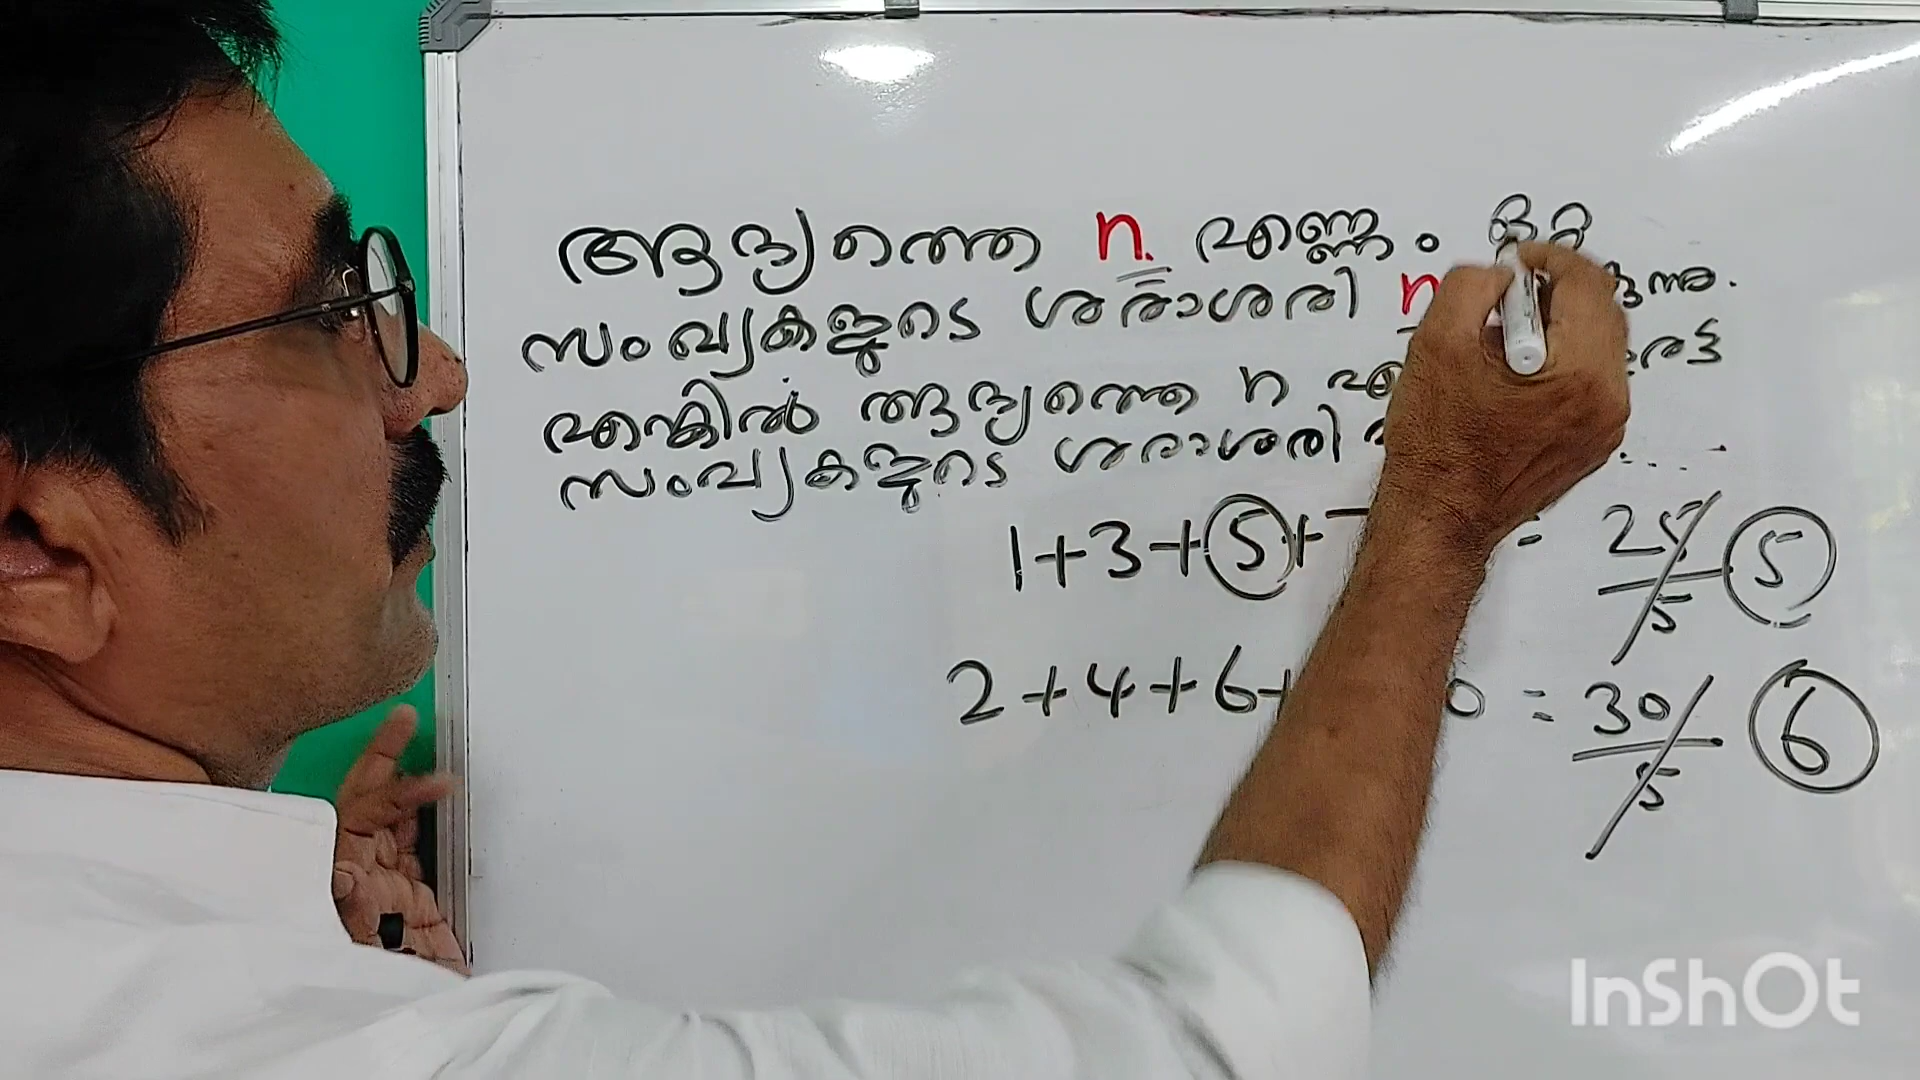 ആദ്യത്തെ n എണ്ണം ഒറ്റ
സംഖ്യകളുടെ ശരാശരി n
എങ്കിൽ ആദ്യത്തെ n
സംഖ്യകളുടെ ശരാശരി .....
1+3+5+ = 25/5 5
2+4+6+ = 30/5 6
InShOt